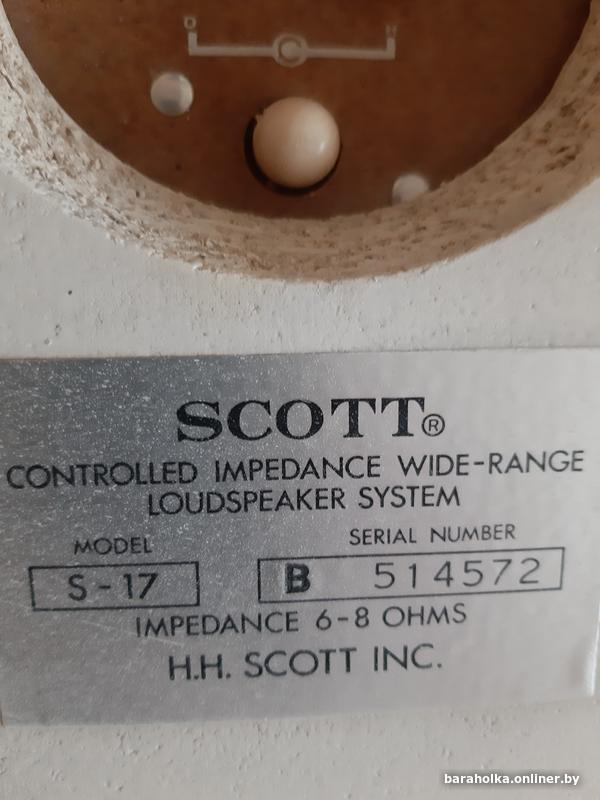 SCOTT®
CONTROLLED IMPEDANCE WIDE-RANGE
LOUDSPEAKER SYSTEM
MODEL SERIAL NUMBER
S-17 B 514572
IMPEDANCE 6-8 OHMS
H.H. SCOTT INC.
baraholka.onliner.by